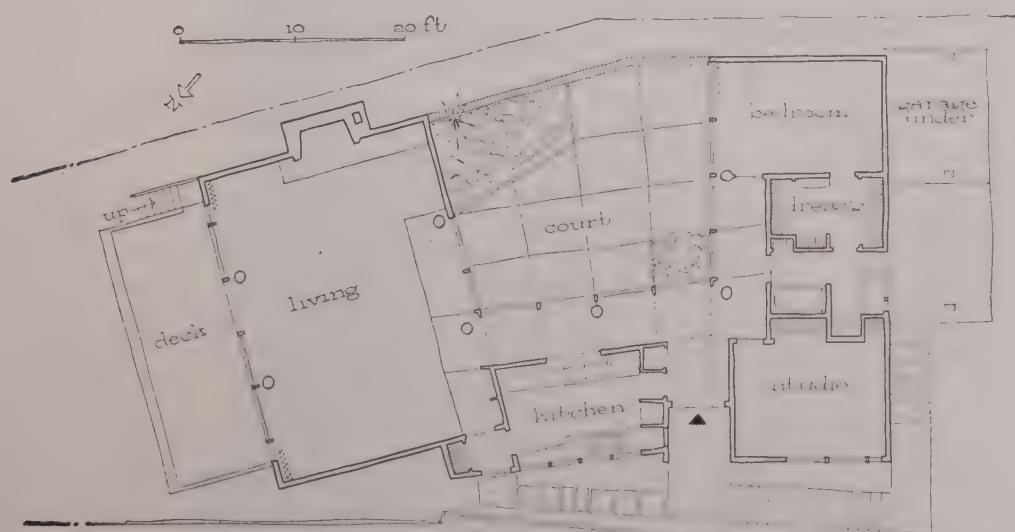 0 10 20 ft
N
bedroom
garage
under
up
court
living
deck
studio
kitchen